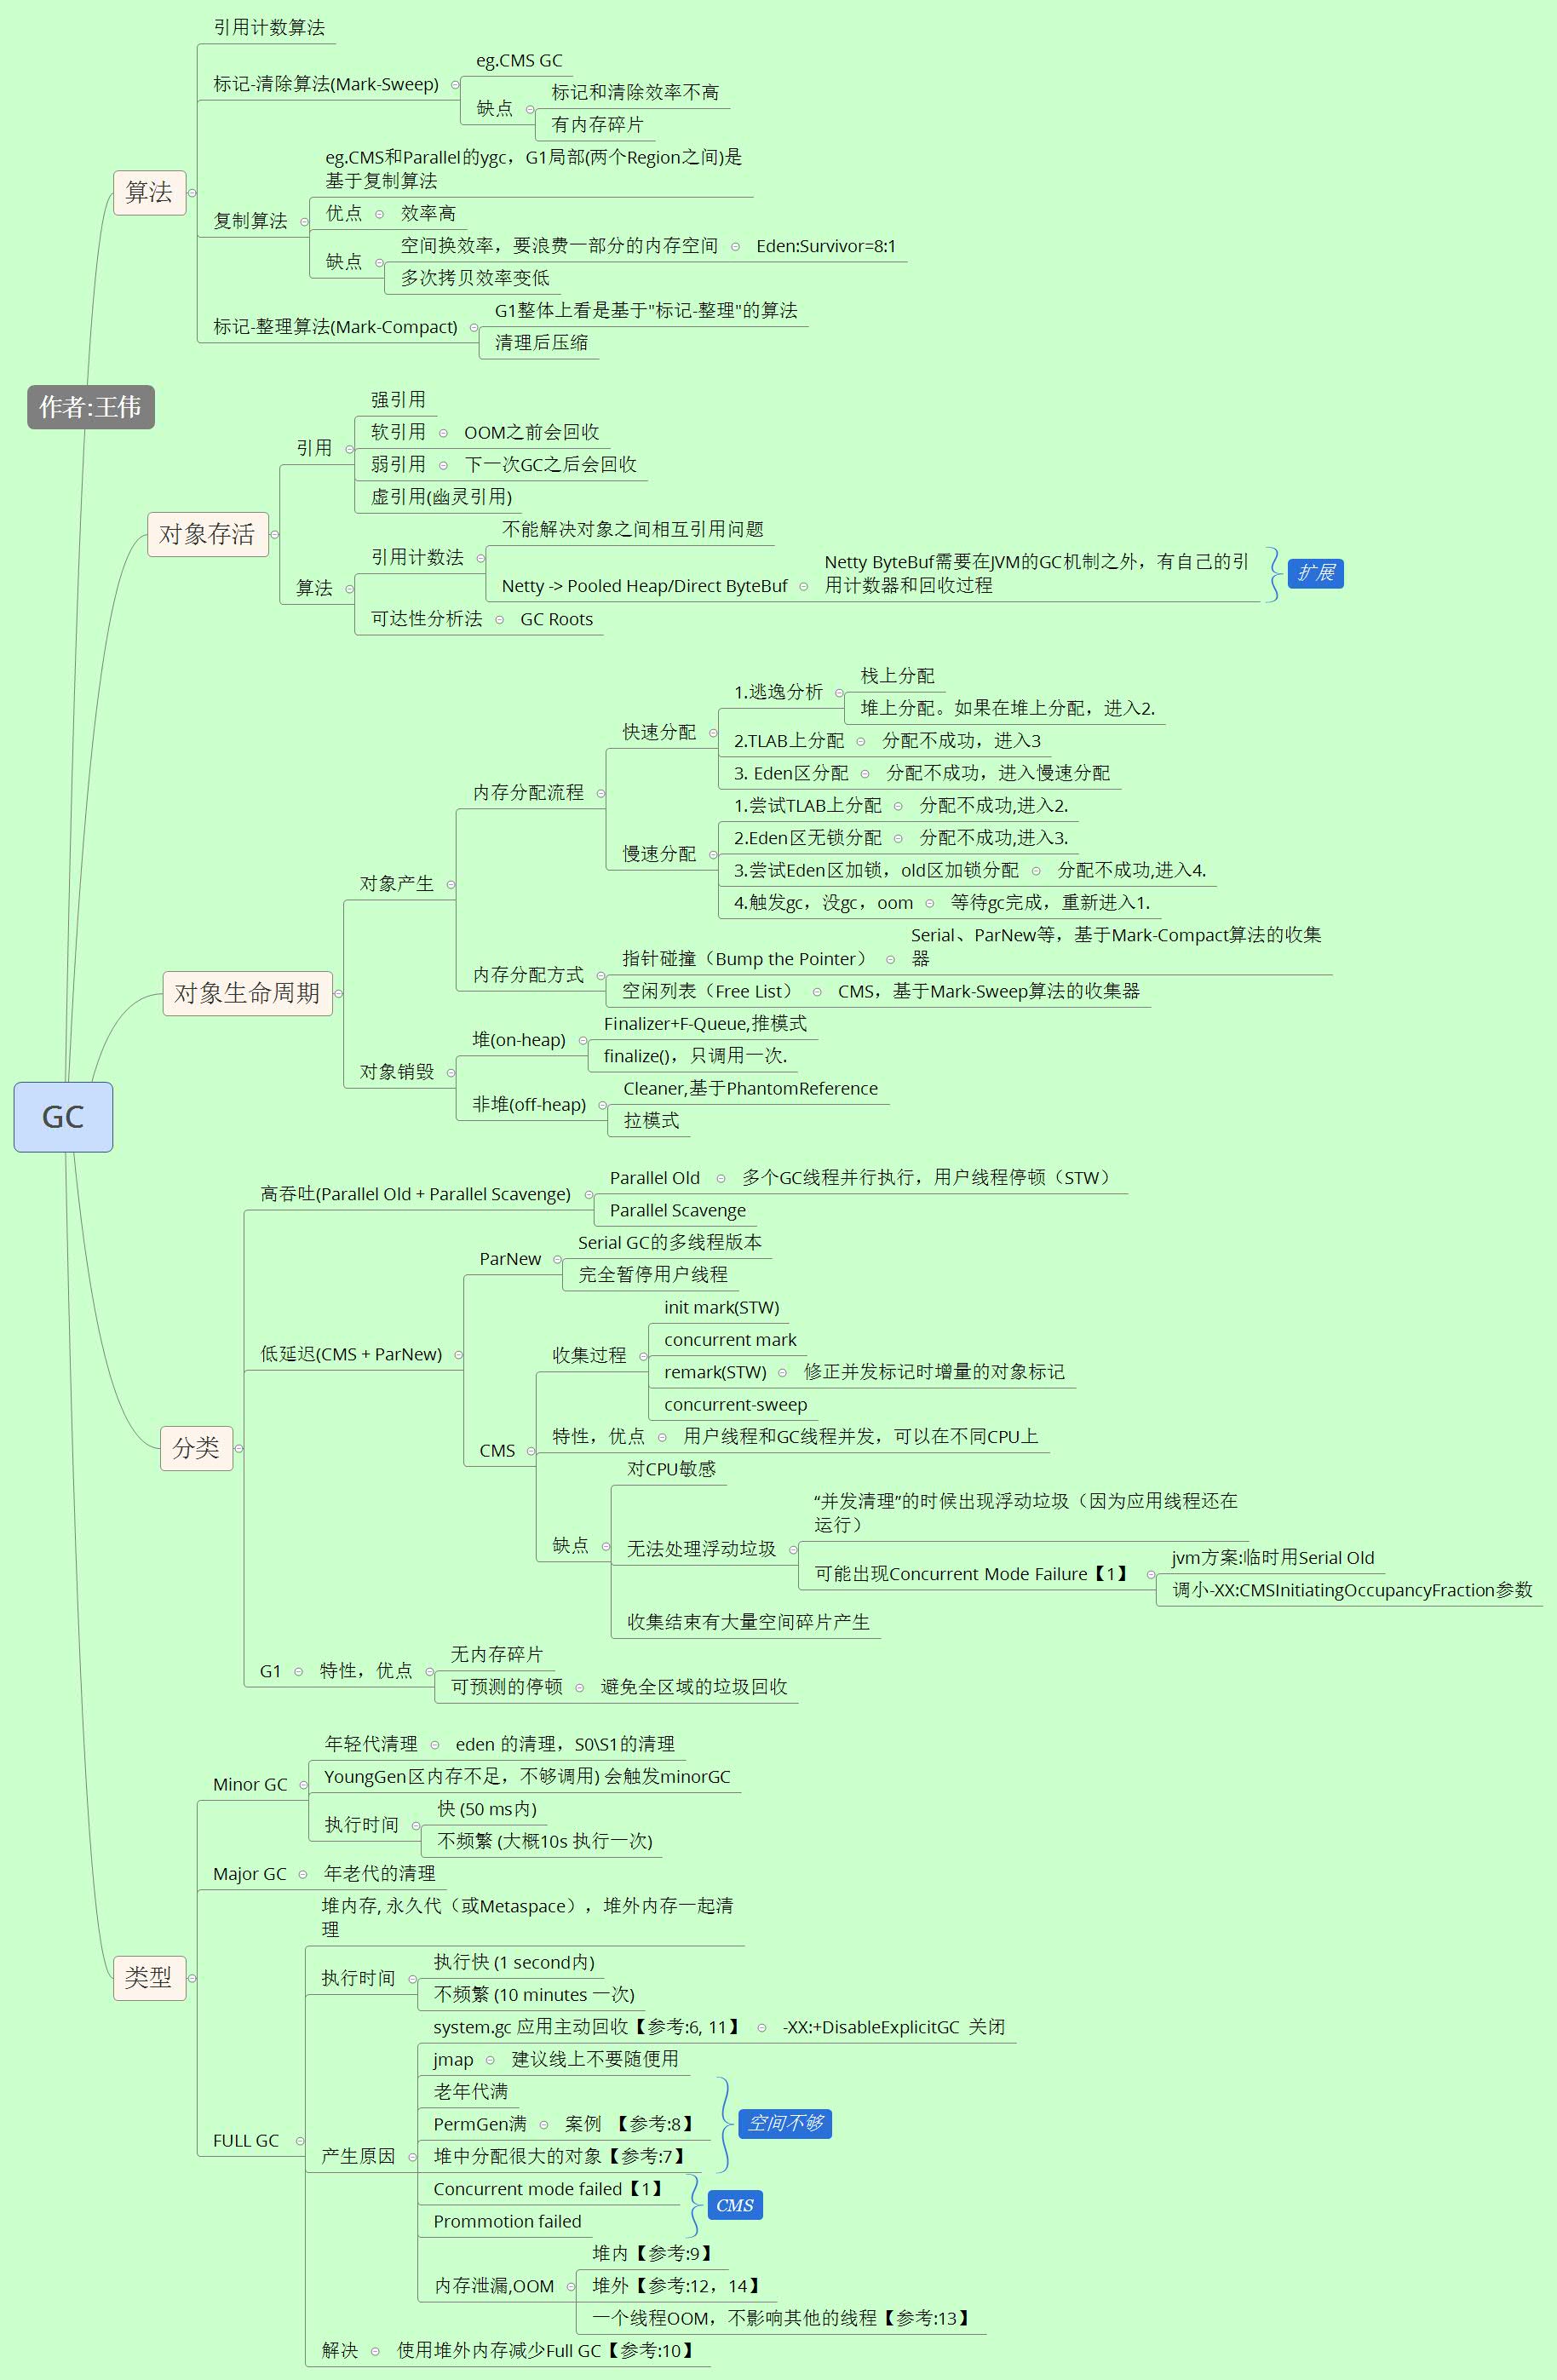 引用计数算法
标记-清除算法(Mark-Sweep)
eg.CMS GC
缺点
标记和清除效率不高
有内存碎片
算法
复制算法
eg.CMS和Parallel的ygc，G1局部(两个Region之间)是
基于复制算法
优点
效率高
缺点
空间换效率，要浪费一部分的内存空间
Eden:Survivor=8:1
多次拷贝效率变低
标记-整理算法(Mark-Compact)
G1整体上看是基于"标记-整理"的算法
清理后压缩
作者:王伟
对象存活
引用
强引用
软引用
OOM之前会回收
弱引用
下一次GC之后会回收
虚引用(幽灵引用)
算法
引用计数法
不能解决对象之间相互引用问题
Netty -> Pooled Heap/Direct ByteBuf
Netty ByteBuf需要在JVM的GC机制之外，有自己的引
用计数器和回收过程
扩展
可达性分析法
GC Roots
对象生命周期
对象产生
内存分配流程
快速分配
1.逃逸分析
栈上分配
堆上分配。如果在堆上分配，进入2.
2.TLAB上分配
分配不成功，进入3
3. Eden区分配
分配不成功，进入慢速分配
慢速分配
1.尝试TLAB上分配
分配不成功,进入2.
2.Eden区无锁分配
分配不成功,进入3.
3.尝试Eden区加锁，old区加锁分配
分配不成功,进入4.
4.触发gc，没gc，oom
等待gc完成，重新进入1.
内存分配方式
指针碰撞（Bump the Pointer）
Serial、ParNew等，基于Mark-Compact算法的收集
器
空闲列表（Free List）
CMS，基于Mark-Sweep算法的收集器
对象销毁
堆(on-heap)
Finalizer+F-Queue,推模式
finalize()，只调用一次.
非堆(off-heap)
Cleaner,基于PhantomReference
拉模式
GC
分类
高吞吐(Parallel Old + Parallel Scavenge)
Parallel Old
多个GC线程并行执行，用户线程停顿（STW）
Parallel Scavenge
低延迟(CMS + ParNew)
ParNew
Serial GC的多线程版本
完全暂停用户线程
CMS
收集过程
init mark(STW)
concurrent mark
remark(STW)
修正并发标记时增量的对象标记
concurrent-sweep
特性，优点
用户线程和GC线程并发，可以在不同CPU上
缺点
对CPU敏感
无法处理浮动垃圾
“并发清理”的时候出现浮动垃圾（因为应用线程还在
运行）
可能出现Concurrent Mode Failure【1】
jvm方案:临时用Serial Old
调小-XX:CMSInitiatingOccupancyFraction参数
收集结束有大量空间碎片产生
G1
特性，优点
无内存碎片
可预测的停顿
避免全区域的垃圾回收
类型
Minor GC
年轻代清理
eden 的清理，S0\S1的清理
YoungGen区内存不足，不够调用) 会触发minorGC
执行时间
快 (50 ms内)
不频繁 (大概10s 执行一次)
Major GC
年老代的清理
FULL GC
堆内存, 永久代（或Metaspace），堆外内存一起清
理
执行时间
执行快 (1 second内)
不频繁 (10 minutes 一次)
产生原因
system.gc 应用主动回收【参考:6, 11】
-XX:+DisableExplicitGC 关闭
jmap
建议线上不要随便用
老年代满
PermGen满
案例 【参考:8】
堆中分配很大的对象【参考:7】
空间不够
Concurrent mode failed【1】
Prommotion failed
CMS
内存泄漏,OOM
堆内【参考:9】
堆外【参考:12，14】
一个线程OOM，不影响其他的线程【参考:13】
解决
使用堆外内存减少Full GC【参考:10】